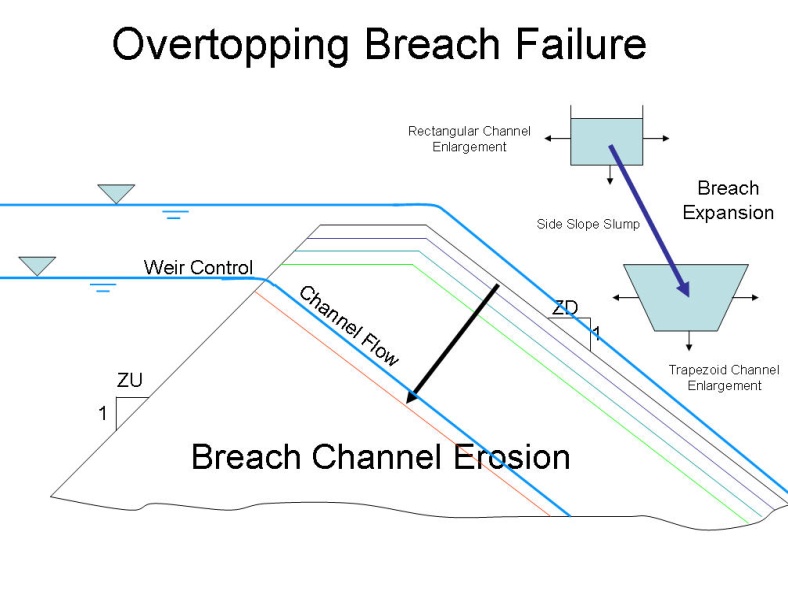 Overtopping Breach Failure
Rectangular Channel
Enlargement
Breach
Expansion
Side Slope Slump
Weir Control
Channel Flow
ZD
1
Trapezoid Channel
Enlargement
ZU
1
Breach Channel Erosion